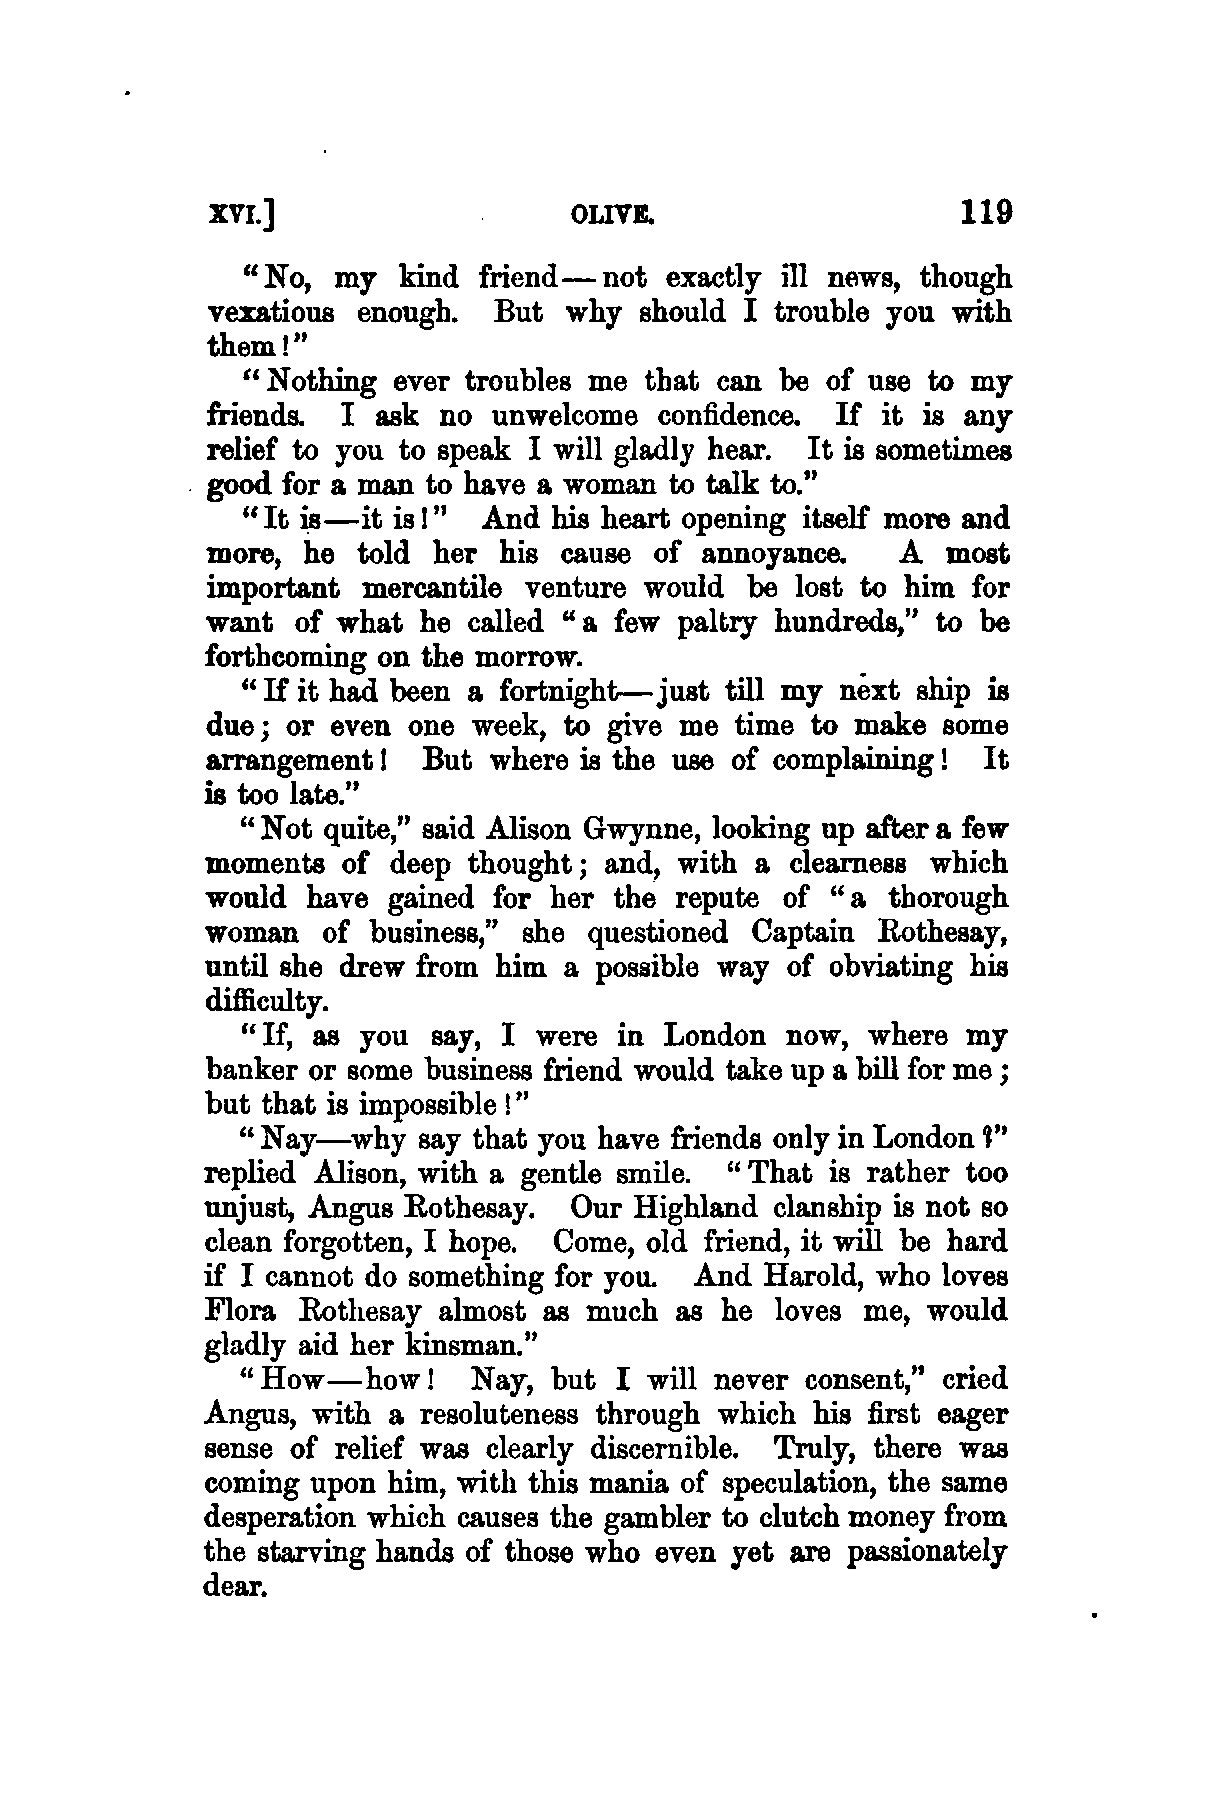 XVI.] OLIVE. 119
"No, my kind friend—not exactly ill news, though
vexatious enough. But why should I trouble you with
them!"
"Nothing ever troubles me that can be of use to my
friends. I ask no unwelcome confidence. If it is any
relief to you to speak I will gladly hear. It is sometimes
good for a man to have a woman to talk to."
"It is—it is!" And his heart opening itself more and
more, he told her his cause of annoyance. A most
important mercantile venture would be lost to him for
want of what he called "a few paltry hundreds," to be
forthcoming on the morrow.
"If it had been a fortnight—just till my next ship is
due; or even one week, to give me time to make some
arrangement! But where is the use of complaining! It
is too late."
"Not quite," said Alison Gwynne, looking up after a few
moments of deep thought; and, with a clearness which
would have gained for her the repute of "a thorough
woman of business," she questioned Captain Rothesay,
until she drew from him a possible way of obviating his
difficulty.
"If, as you say, I were in London now, where my
banker or some business friend would take up a bill for me;
but that is impossible!"
"Nay—why say that you have friends only in London?"
replied Alison, with a gentle smile. "That is rather too
unjust, Angus Rothesay. Our Highland clanship is not so
clean forgotten, I hope. Come, old friend, it will be hard
if I cannot do something for you. And Harold, who loves
Flora Rothesay almost as much as he loves me, would
gladly aid her kinsman."
"How—how! Nay, but I will never consent," cried
Angus, with a resoluteness through which his first eager
sense of relief was clearly discernible. Truly, there was
coming upon him, with this mania of speculation, the same
desperation which causes the gambler to clutch money from
the starving hands of those who even yet are passionately
dear.